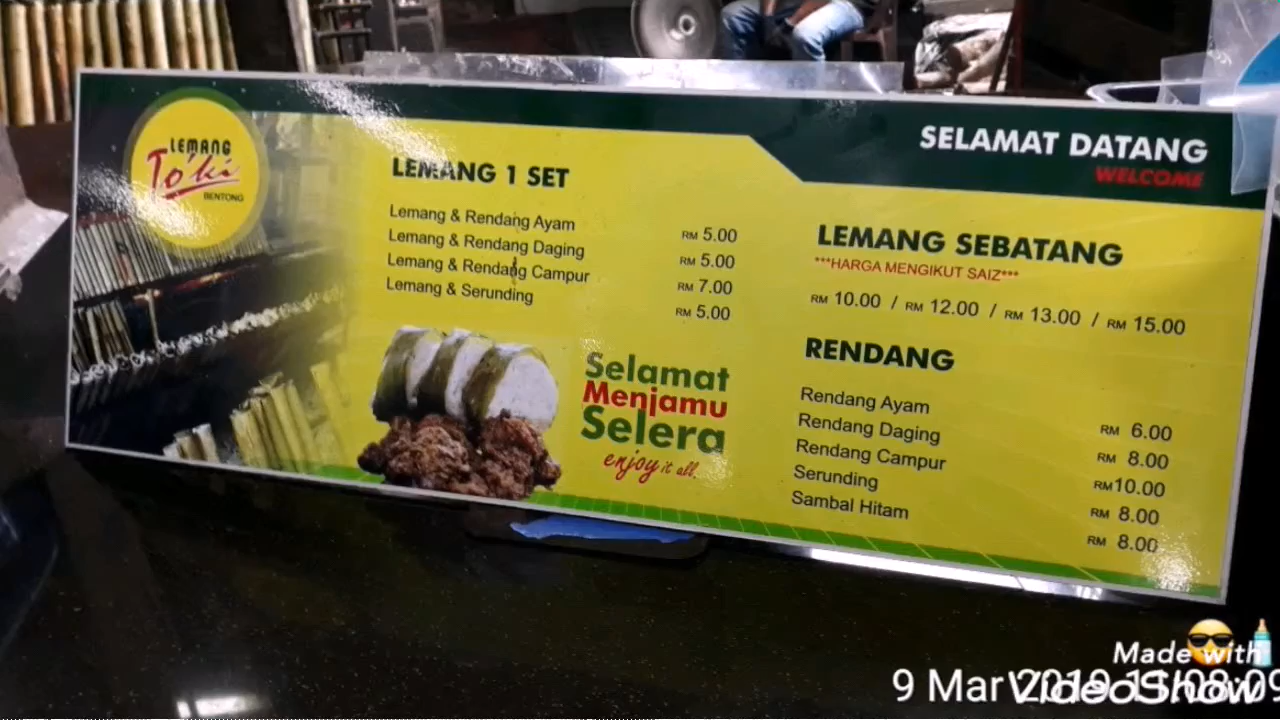 LEMANG
To'ki
BENTONG
SELAMAT DATANG
WELCOME
LEMANG 1 SET
Lemang & Rendang Ayam RM 5.00
Lemang & Rendang Daging RM 5.00
Lemang & Rendang Campur RM 7.00
Lemang & Serunding RM 5.00
Selamat
Menjamu
Selera
enjoy it all.
LEMANG SEBATANG
***HARGA MENGIKUT SAIZ***
RM 10.00 / RM 12.00 / RM 13.00 / RM 15.00
RENDANG
Rendang Ayam RM 6.00
Rendang Daging RM 8.00
Rendang Campur RM10.00
Serunding RM 8.00
Sambal Hitam RM 8.00
Made with
VideoShow
9 Mar 2019